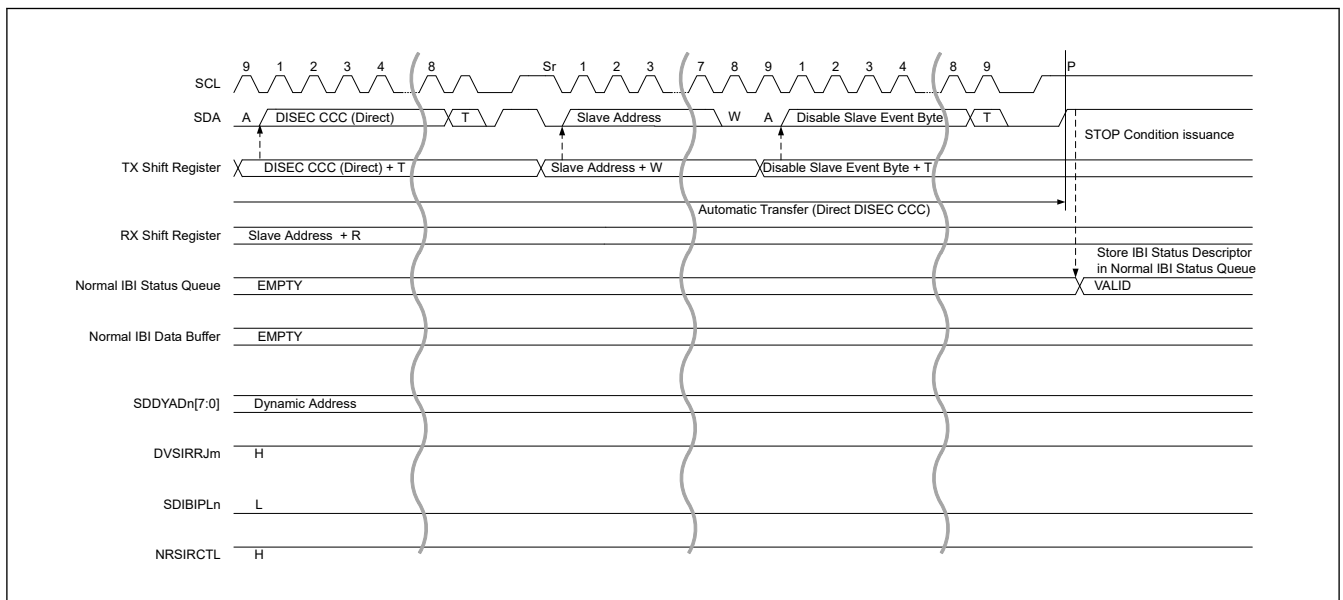 9 1 2 3 4 8 Sr 1 2 3 7 8 9 1 2 3 4 8 9 P
SCL
SDA A DISEC CCC (Direct) T Slave Address W A Disable Slave Event Byte T
STOP Condition issuance
TX Shift Register DISEC CCC (Direct) + T Slave Address + W Disable Slave Event Byte + T
Automatic Transfer (Direct DISEC CCC)
RX Shift Register Slave Address + R
Store IBI Status Descriptor
in Normal IBI Status Queue
Normal IBI Status Queue EMPTY VALID
Normal IBI Data Buffer EMPTY
SDDYADn[7:0] Dynamic Address
DVSIRRJm H
SDIBIPLn L
NRSIRCTL H